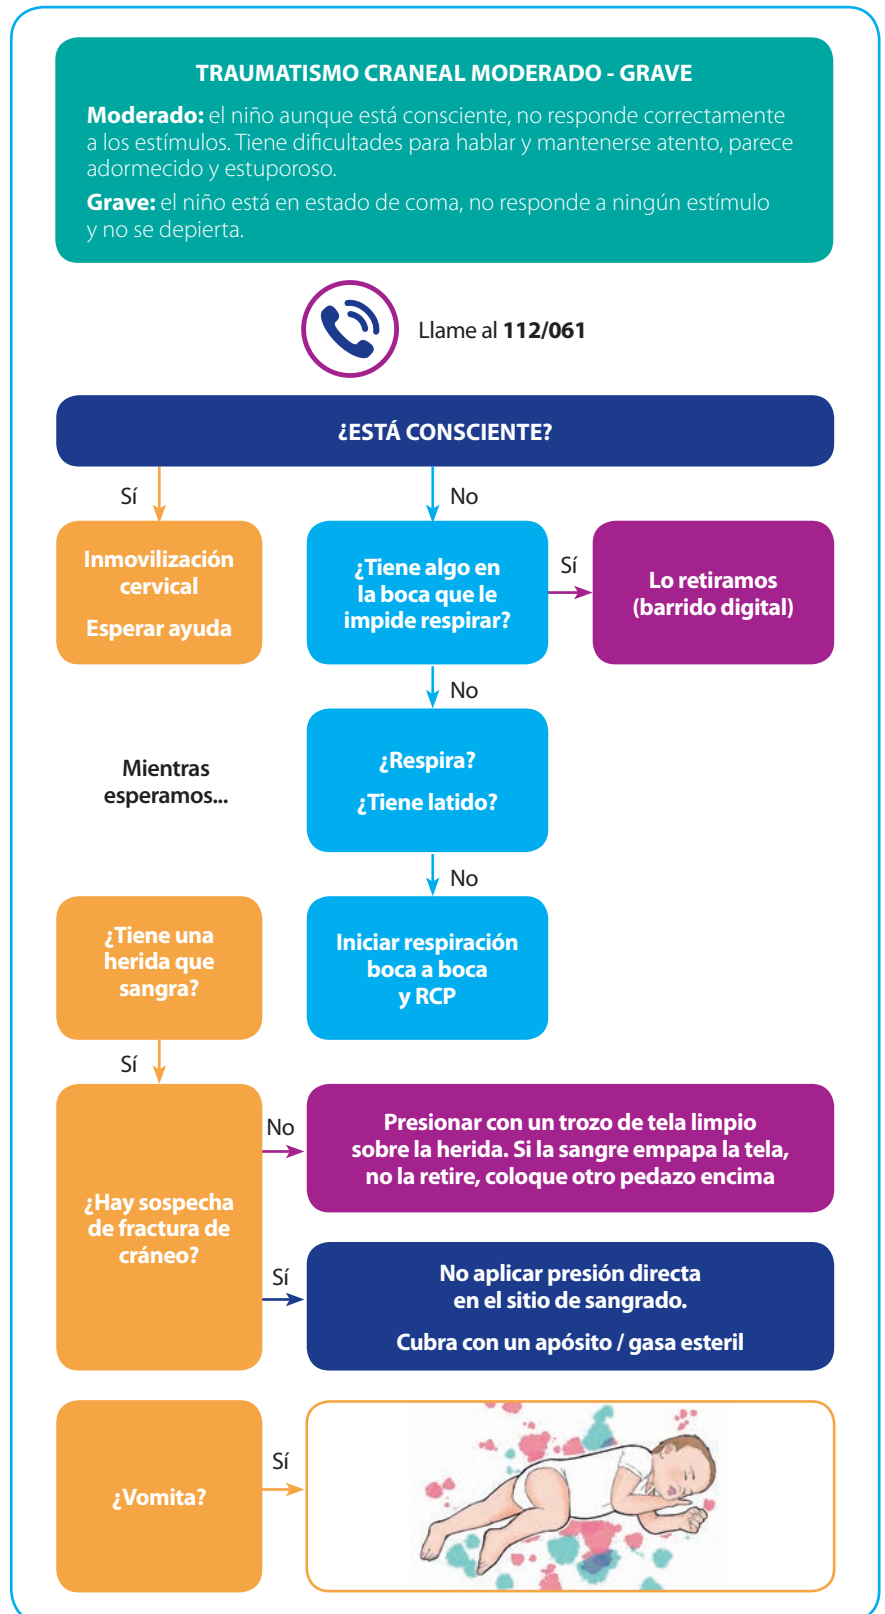 TRAUMATISMO CRANEAL MODERADO - GRAVE
Moderado: el niño aunque está consciente, no responde correctamente
a los estímulos. Tiene dificultades para hablar y mantenerse atento, parece
adormecido y estuporoso.
Grave: el niño está en estado de coma, no responde a ningún estímulo
y no se depierta.
Llame al 112/061
¿ESTÁ CONSCIENTE?
Sí
No
Inmovilización
cervical
Esperar ayuda
¿Tiene algo en
la boca que le
impide respirar?
Sí
Lo retiramos
(barrido digital)
No
Mientras
esperamos...
¿Respira?
¿Tiene latido?
No
¿Tiene una
herida que
sangra?
Iniciar respiración
boca a boca
y RCP
Sí
¿Hay sospecha
de fractura de
cráneo?
No
Presionar con un trozo de tela limpio
sobre la herida. Si la sangre empapa la tela,
no la retire, coloque otro pedazo encima
Sí
No aplicar presión directa
en el sitio de sangrado.
Cubra con un apósito / gasa esteril
¿Vomita?
Sí